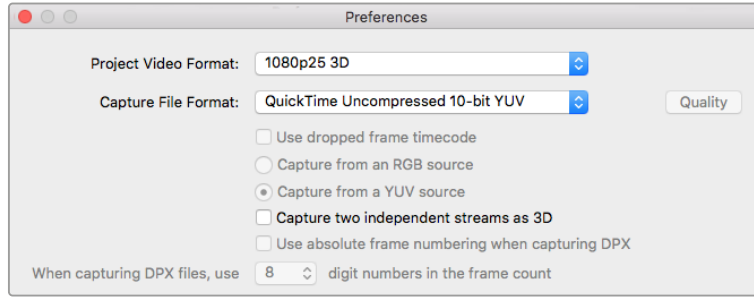 Preferences
Project Video Format: 1080p25 3D
Capture File Format: QuickTime Uncompressed 10-bit YUV Quality
Use dropped frame timecode
Capture from an RGB source
Capture from a YUV source
Capture two independent streams as 3D
Use absolute frame numbering when capturing DPX
When capturing DPX files, use 8 digit numbers in the frame count